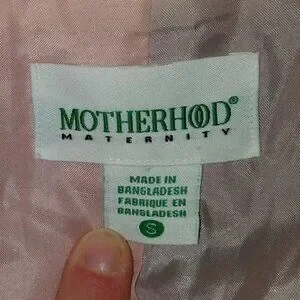 MOTHERHOOD®
MATERNITY
MADE IN
BANGLADESH
FABRIQUE EN
BANGLADESH
S